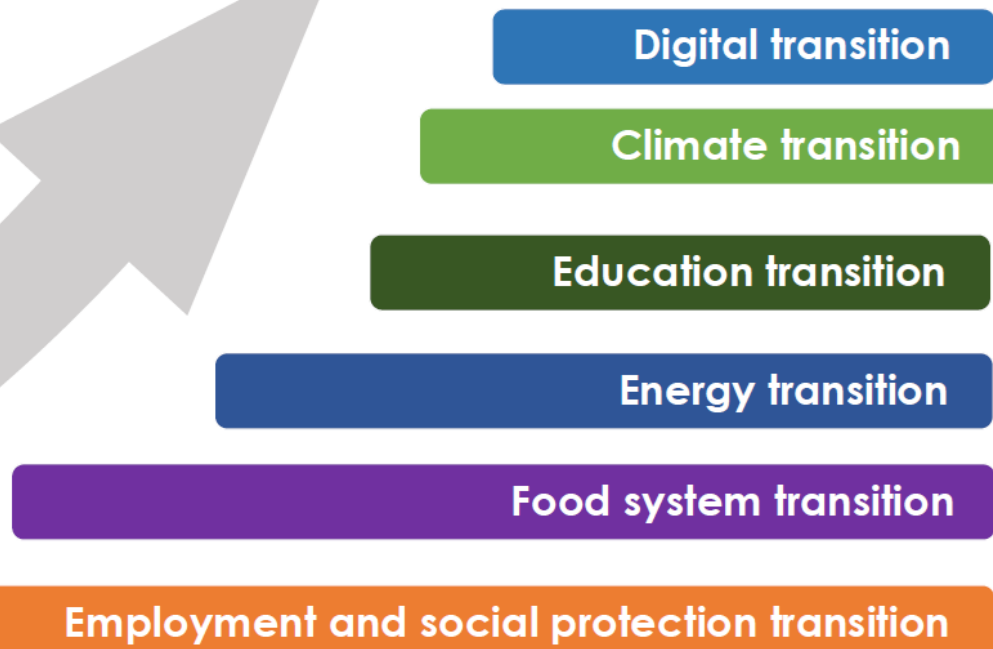 Digital transition
Climate transition
Education transition
Energy transition
Food system transition
Employment and social protection transition